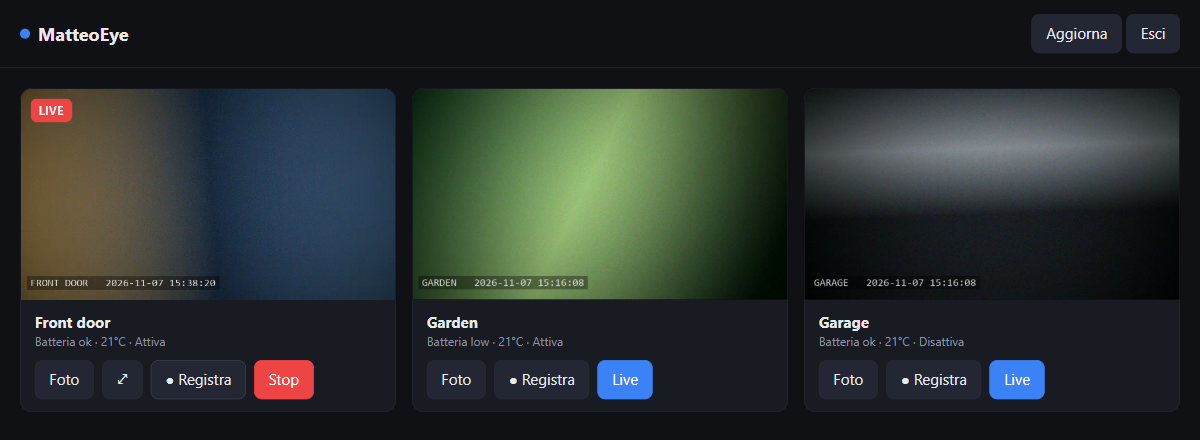 MatteoEye
Aggiorna
Esci
LIVE
FRONT DOOR 2026-11-07 15:38:20
Front door
Batteria ok · 21°C · Attiva
Foto
⤢
● Registra
Stop
GARDEN 2026-11-07 15:16:08
Garden
Batteria low · 21°C · Attiva
Foto
● Registra
Live
GARAGE 2026-11-07 15:16:08
Garage
Batteria ok · 21°C · Disattiva
Foto
● Registra
Live